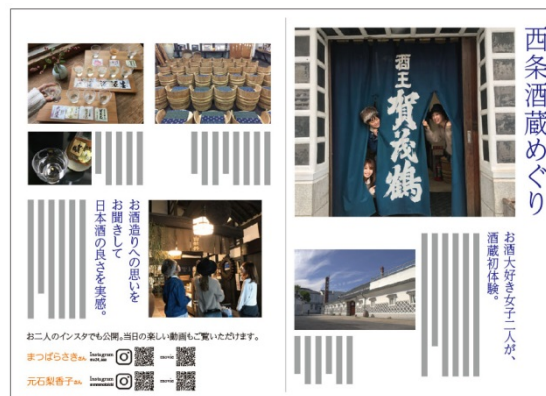 西条酒蔵めぐり
酒王
賀茂鶴
お酒大好き女子二人が、
酒蔵初体験。
お酒造りへの思いを
お聞きして
日本酒の良さを実感。
お二人のインスタでも公開。当日の楽しい動画もご覧いただけます。
まつばらさきさん
Instagram
movie
元石梨香子さん
Instagram
movie